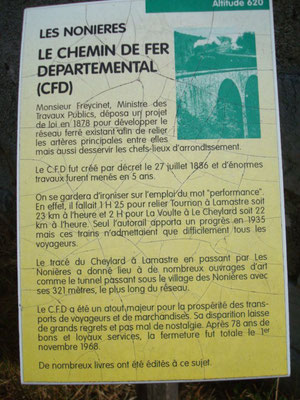 Altitude 620
LES NONIERES
LE CHEMIN DE FER
DEPARTEMENTAL
(CFD)
Monsieur Freycinet, Ministre des
Travaux Publics, déposa un projet
de loi en 1878 pour développer le
réseau ferré existant afin de relier
les artères principales entre elles
mais aussi desservir les chefs-lieux d'arrondissement.
Le C.F.D fut créé par décret le 27 juillet 1886 et d'énormes
travaux furent menés en 5 ans.
On se gardera d'ironiser sur l'emploi du mot "performance".
En effet, il fallait 1 H 25 pour relier Tournon à Lamastre soit
23 km à l'heure et 2 H pour La Voulte à Le Cheylard soit 22
km à l'heure. Seul l'autorail apporta un progrès en 1935
mais ces trains n'admettaient que difficilement tous les
voyageurs.
Le tracé du Cheylard à Lamastre en passant par Les
Nonières a donné lieu à de nombreux ouvrages d'art
comme le tunnel passant sous le village des Nonières avec
ses 321 mètres, le plus long du réseau.
Le C.F.D a été un atout majeur pour la prospérité des trans-
ports de voyageurs et de marchandises. Sa disparition laisse
de grands regrets et pas mal de nostalgie. Après 78 ans de
bons et loyaux services, la fermeture fut totale le 1er
novembre 1968.
De nombreux livres ont été édités à ce sujet.